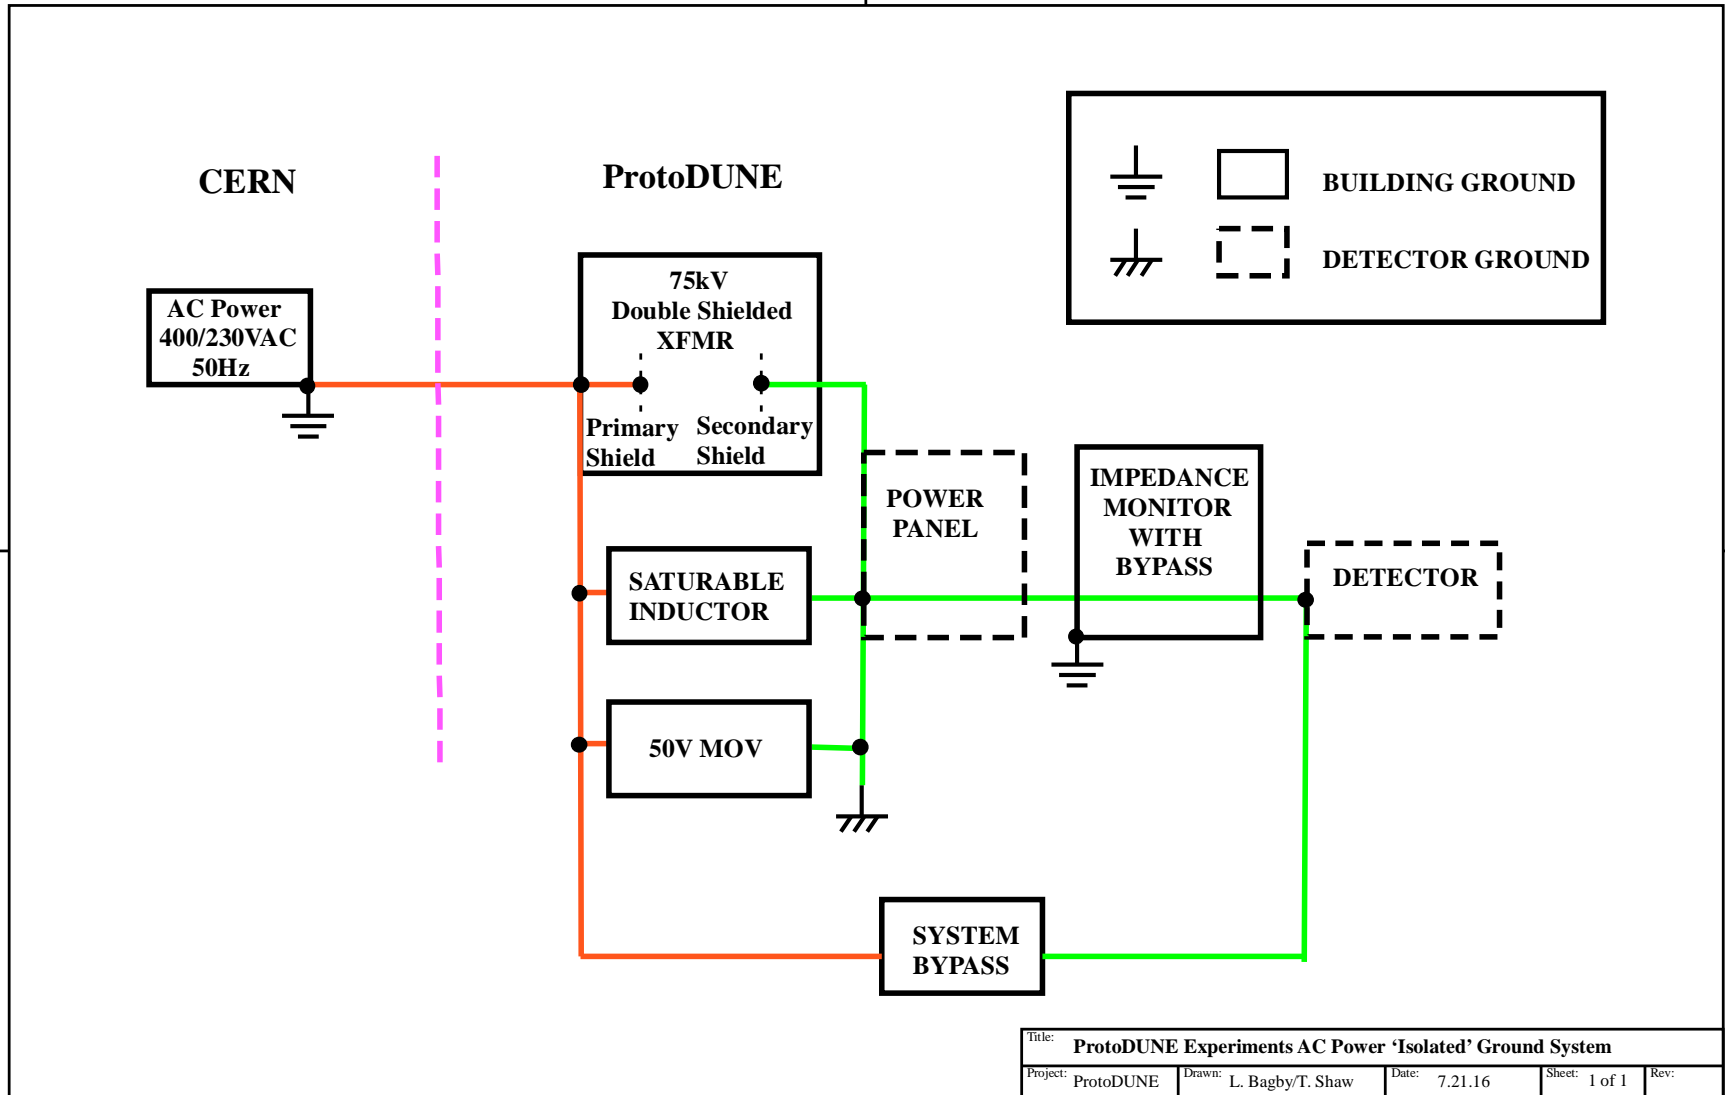 CERN
ProtoDUNE
BUILDING GROUND
DETECTOR GROUND
AC Power
400/230VAC
50Hz
75kV
Double Shielded
XFMR
Primary
Shield
Secondary
Shield
POWER
PANEL
IMPEDANCE
MONITOR
WITH
BYPASS
DETECTOR
SATURABLE
INDUCTOR
50V MOV
SYSTEM
BYPASS
Title: ProtoDUNE Experiments AC Power ‘Isolated’ Ground System
Project: ProtoDUNE Drawn: L. Bagby/T. Shaw Date: 7.21.16 Sheet: 1 of 1 Rev: